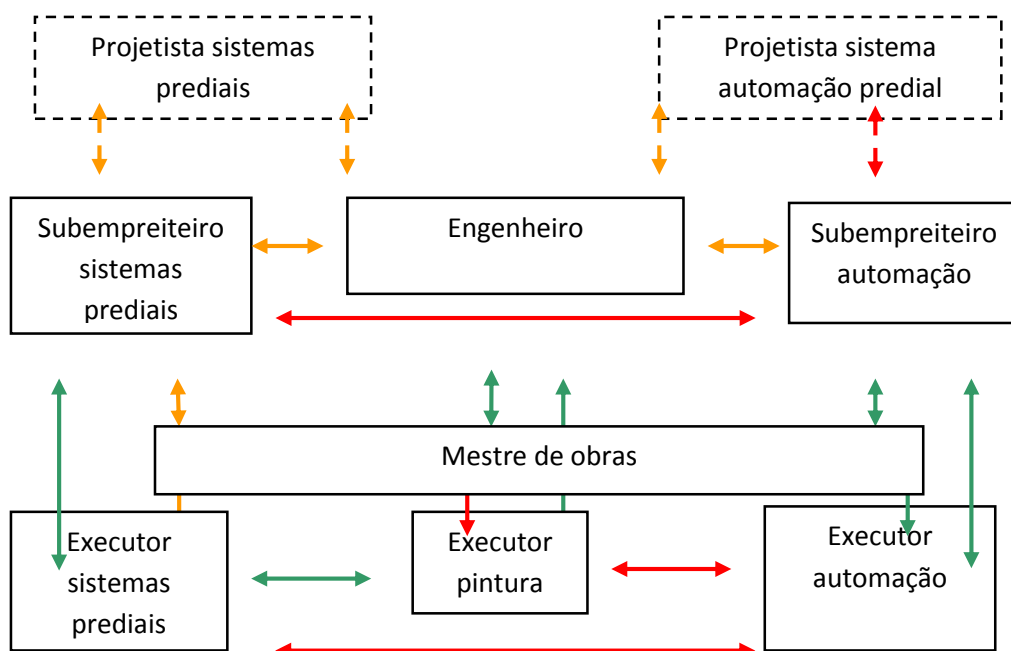 Projetista sistemas
prediais
Projetista sistema
automação predial
Subempreiteiro
sistemas
prediais
Engenheiro
Subempreiteiro
automação
Mestre de obras
Executor
sistemas
prediais
Executor
pintura
Executor
automação